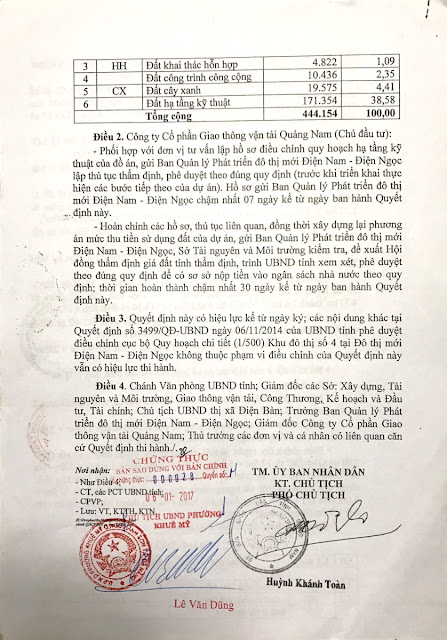 3 HH Đất khai thác hỗn hợp 4.822 1,09
4 Đất công trình công cộng 10.436 2,35
5 CX Đất cây xanh 19.575 4,41
6 Đất hạ tầng kỹ thuật 171.354 38,58
Tổng cộng 444.154 100,00
Điều 2. Công ty Cổ phần Giao thông vận tải Quảng Nam (Chủ đầu tư):
- Phối hợp với đơn vị tư vấn lập hồ sơ điều chỉnh quy hoạch hạ tầng kỹ
thuật của đồ án, gửi Ban Quản lý Phát triển đô thị mới Điện Nam - Điện Ngọc
lập thủ tục thẩm định, phê duyệt theo đúng quy định (trước khi triển khai thực
hiện các bước tiếp theo của dự án). Hồ sơ gửi Ban Quản lý Phát triển đô thị
mới Điện Nam - Điện Ngọc chậm nhất 07 ngày kể từ ngày ban hành Quyết
định này.
- Hoàn chỉnh các hồ sơ, thủ tục liên quan, đồng thời xây dựng lại phương
án mức thu tiền sử dụng đất của dự án, gửi Ban Quản lý Phát triển đô thị mới
Điện Nam - Điện Ngọc, Sở Tài nguyên và Môi trường kiểm tra, đề xuất Hội
đồng thẩm định giá đất tỉnh thẩm định, trình UBND tỉnh xem xét, phê duyệt
theo đúng quy định để có cơ sở nộp tiền vào ngân sách nhà nước theo quy
định; thời gian hoàn thành chậm nhất 30 ngày kể từ ngày ban hành Quyết
định này.
Điều 3. Quyết định này có hiệu lực kể từ ngày ký; các nội dung khác tại
Quyết định số 3499/QĐ-UBND ngày 06/11/2014 của UBND tỉnh phê duyệt
điều chỉnh cục bộ Quy hoạch chi tiết (1/500) Khu đô thị số 4 tại Đô thị mới
Điện Nam - Điện Ngọc không thuộc phạm vi điều chỉnh của Quyết định này
vẫn có hiệu lực thi hành.
Điều 4. Chánh Văn phòng UBND tỉnh; Giám đốc các Sở: Xây dựng, Tài
nguyên và Môi trường, Giao thông vận tải, Công Thương, Kế hoạch và Đầu
tư, Tài chính; Chủ tịch UBND thị xã Điện Bàn; Trưởng Ban Quản lý Phát
triển đô thị mới Điện Nam - Điện Ngọc; Giám đốc Công ty Cổ phần Giao
thông vận tải Quảng Nam; Thủ trưởng các đơn vị và cá nhân có liên quan căn
cứ Quyết định thi hành./.
CHỨNG THỰC
BẢN SAO ĐÚNG VỚI BẢN CHÍNH
chứng thực: 000028 Quyển số:
06 -01- 2017
CHỦ TỊCH UBND PHƯỜNG
KHUÊ MỸ
Nơi nhận:
- Như Điều 4;
- CT, các PCT UBND tỉnh;
- CPVP;
- Lưu: VT, KTTH, KTN
TM. ỦY BAN NHÂN DÂN
KT. CHỦ TỊCH
PHÓ CHỦ TỊCH
Huỳnh Khánh Toàn
Lê Văn Dũng